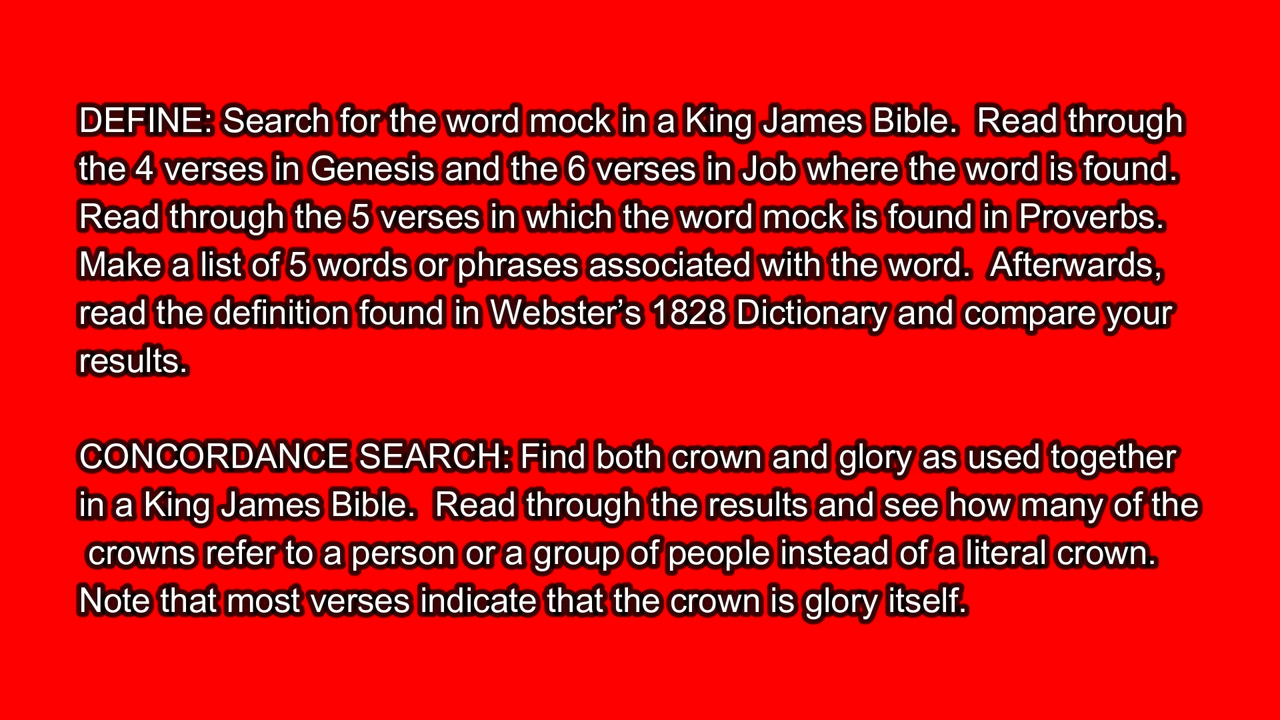 DEFINE: Search for the word mock in a King James Bible.  Read through
the 4 verses in Genesis and the 6 verses in Job where the word is found.
Read through the 5 verses in which the word mock is found in Proverbs.
Make a list of 5 words or phrases associated with the word.  Afterwards,
read the definition found in Webster’s 1828 Dictionary and compare your
results.
CONCORDANCE SEARCH: Find both crown and glory as used together
in a King James Bible.  Read through the results and see how many of the
crowns refer to a person or a group of people instead of a literal crown.
Note that most verses indicate that the crown is glory itself.